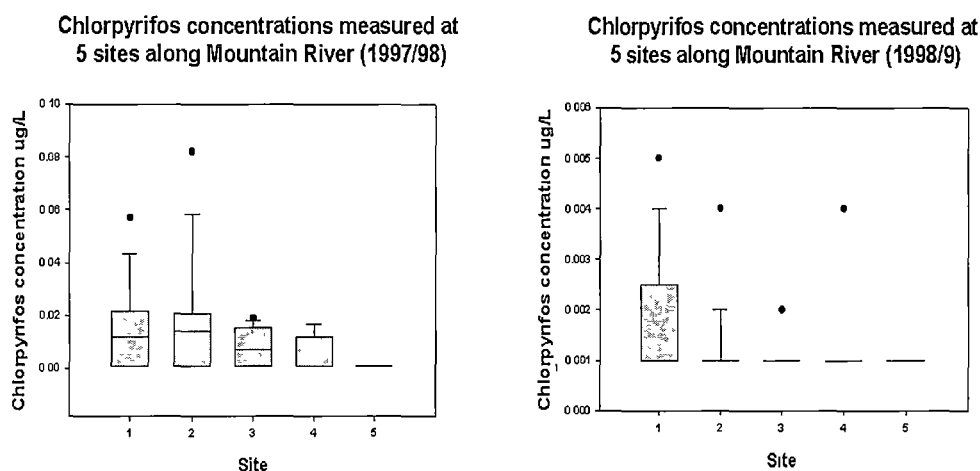 Chlorpyrifos concentrations measured at
5 sites along Mountain River (1997/98)
Chlorpyrifos concentration ug/L
0.10
0.08
0.06
0.04
0.02
0.00
1 2 3 4 5
Site
Chlorpyrifos concentrations measured at
5 sites along Mountain River (1998/9)
Chlorpyrifos concentration ug/L
0.006
0.005
0.004
0.003
0.002
0.001
0.000
1 2 3 4 5
Site